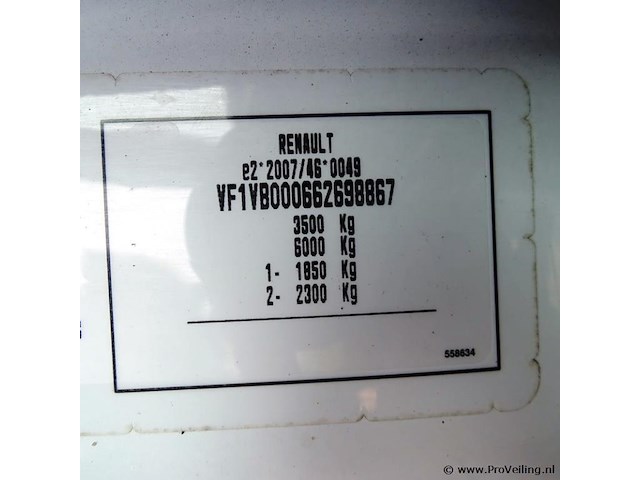 RENAULT
e2*2007/46*0049
VF1VB000662698867
3500 Kg
6000 Kg
1- 1850 Kg
2- 2300 Kg
558634
© www.ProVeiling.nl